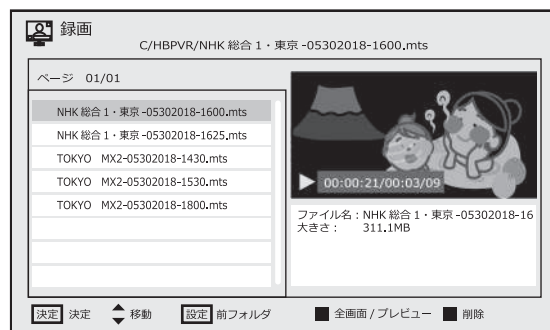 録画
C/HBPVR/NHK 総合 1・東京 -05302018-1600.mts
ページ 01/01
NHK 総合 1・東京 -05302018-1600.mts
NHK 総合 1・東京 -05302018-1625.mts
TOKYO MX2-05302018-1430.mts
TOKYO MX2-05302018-1530.mts
TOKYO MX2-05302018-1800.mts
00:00:21/00:03/09
ファイル名：NHK 総合 1・東京 -05302018-16
大きさ： 311.1MB
決定 決定 移動 設定 前フォルダ 全画面 / プレビュー 削除